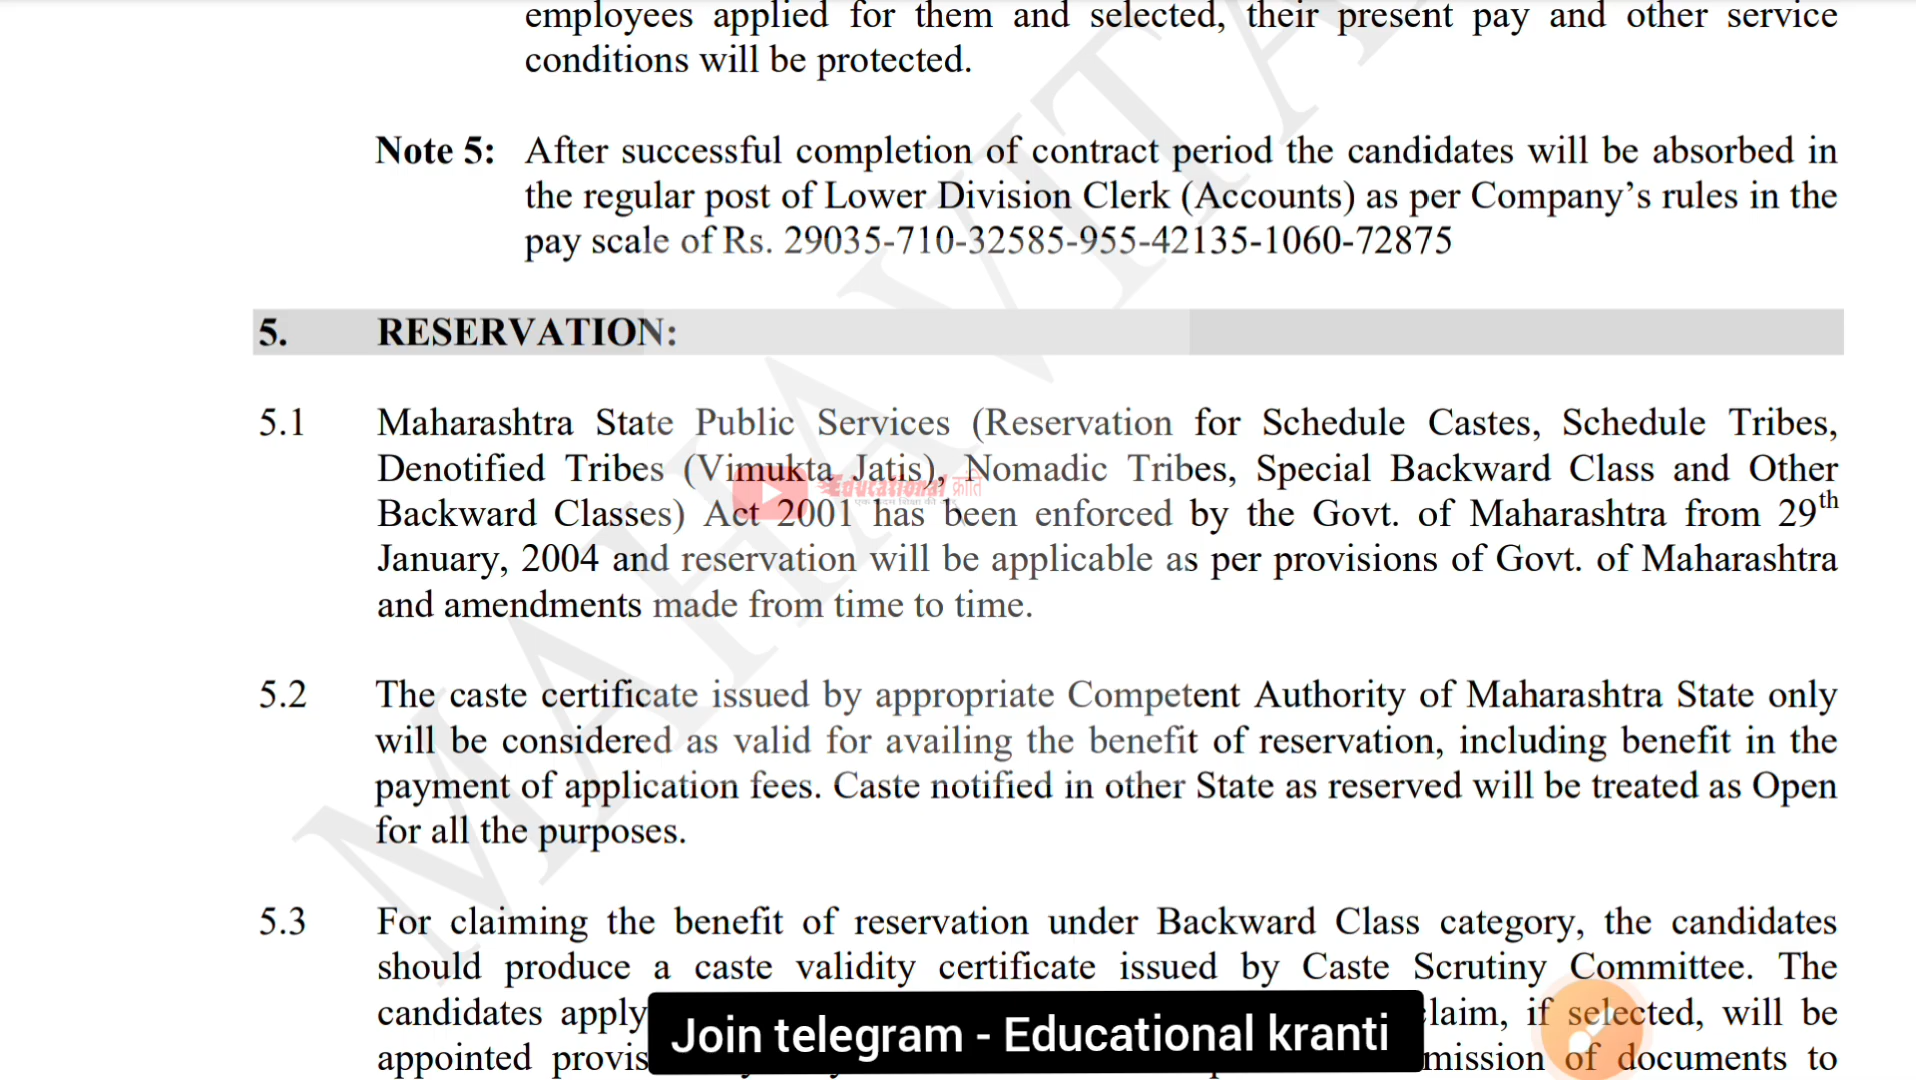 employees applied for them and selected, their present pay and other service
conditions will be protected.
Note 5: After successful completion of contract period the candidates will be absorbed in
the regular post of Lower Division Clerk (Accounts) as per Company’s rules in the
pay scale of Rs. 29035-710-32585-955-42135-1060-72875
5. RESERVATION:
5.1 Maharashtra State Public Services (Reservation for Schedule Castes, Schedule Tribes,
Denotified Tribes (Vimukta Jatis), Nomadic Tribes, Special Backward Class and Other
Educational क्रांति
Backward Classes) Act 2001 has been enforced by the Govt. of Maharashtra from 29th
January, 2004 and reservation will be applicable as per provisions of Govt. of Maharashtra
and amendments made from time to time.
5.2 The caste certificate issued by appropriate Competent Authority of Maharashtra State only
will be considered as valid for availing the benefit of reservation, including benefit in the
payment of application fees. Caste notified in other State as reserved will be treated as Open
for all the purposes.
5.3 For claiming the benefit of reservation under Backward Class category, the candidates
should produce a caste validity certificate issued by Caste Scrutiny Committee. The
candidates apply laim, if selected, will be
Join telegram - Educational kranti
appointed provis mission of documents to